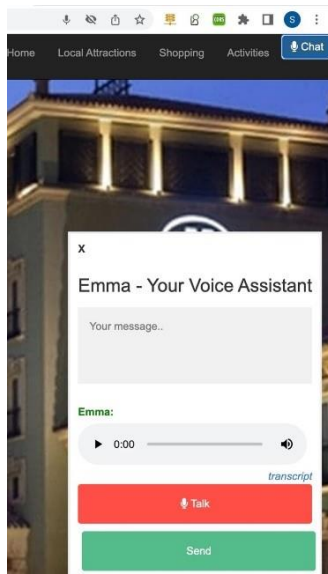 Home Local Attractions Shopping Activities Chat
x
Emma - Your Voice Assistant
Your message..
Emma:
0:00
transcript
Talk
Send